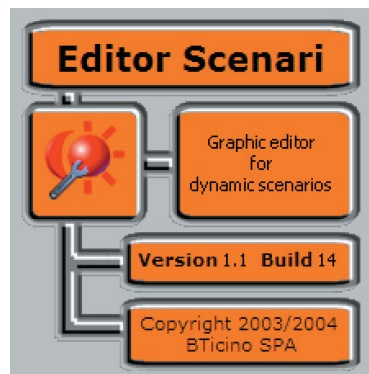 Editor Scenari
Graphic editor
for
dynamic scenarios
Version 1.1 Build 14
Copyright 2003/2004
BTicino SPA